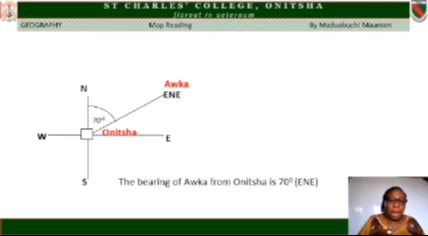 ST CHARLES' COLLEGE, ONITSHA
floreat in aeternum
GEOGRAPHY Map Reading By Maduabuchi Maureen
N
Awka
ENE
70⁰
W Onitsha E
S The bearing of Awka from Onitsha is 70⁰ (ENE)